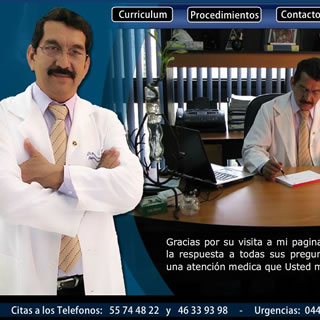 Curriculum Procedimientos Contacto
Gracias por su visita a mi pagina
la respuesta a todas sus pregun
una atención medica que Usted m
Citas a los Telefonos: 55 74 48 22 y 46 33 93 98 - Urgencias: 044